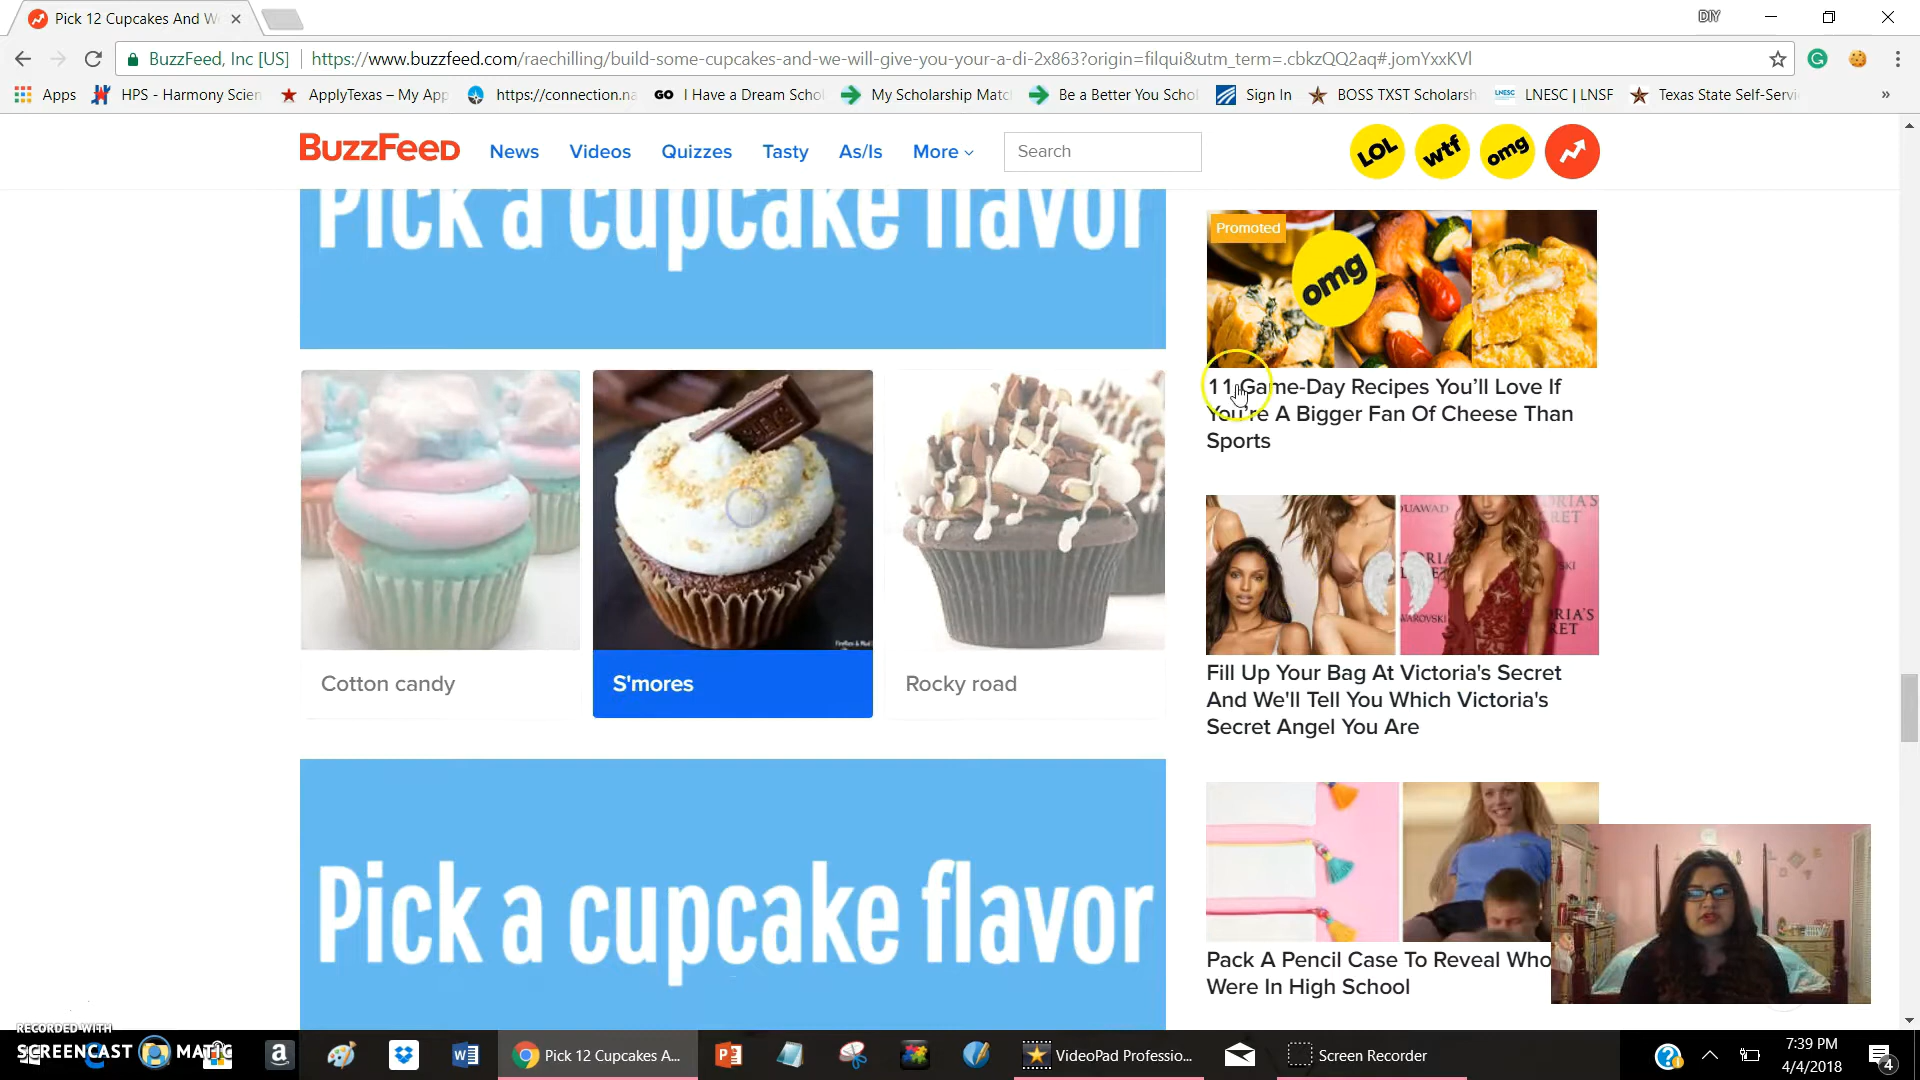 Pick 12 Cupcakes And W
DIY
BuzzFeed, Inc [US]
https://www.buzzfeed.com/raechilling/build-some-cupcakes-and-we-will-give-you-your-a-di-2x863?origin=filqui&utm_term=.cbkzQQ2aq#.jomYxxKVl
Apps
HPS - Harmony Scien
ApplyTexas – My App
https://connection.na
GO I Have a Dream Schol
My Scholarship Matc
Be a Better You Schol
Sign In
BOSS TXST Scholarsh
LNESC LNESC | LNSF
Texas State Self-Servi
»
BuzzFeed
News
Videos
Quizzes
Tasty
As/Is
More
Search
LOL
wtf
omg
Pick a cupcake flavor
Promoted
omg
11 Game-Day Recipes You'll Love If
You're A Bigger Fan Of Cheese Than
Sports
Cotton candy
S'mores
Rocky road
Fill Up Your Bag At Victoria's Secret
And We'll Tell You Which Victoria's
Secret Angel You Are
Pick a cupcake flavor
Pack A Pencil Case To Reveal Who
Were In High School
RECORDED WITH
SCREENCAST MATIC
Pick 12 Cupcakes A...
VideoPad Professio...
Screen Recorder
7:39 PM
4/4/2018
4